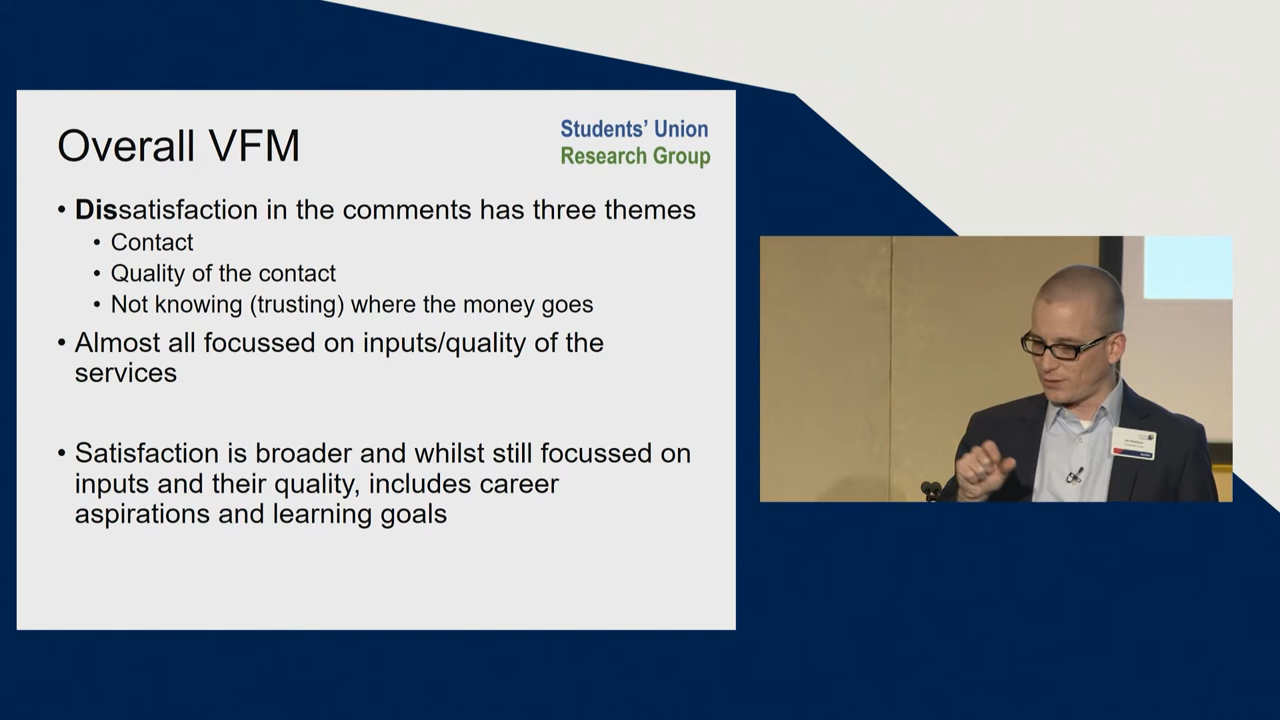 Overall VFM
Students' Union
Research Group
• Dissatisfaction in the comments has three themes
• Contact
• Quality of the contact
• Not knowing (trusting) where the money goes
• Almost all focussed on inputs/quality of the
services
• Satisfaction is broader and whilst still focussed on
inputs and their quality, includes career
aspirations and learning goals